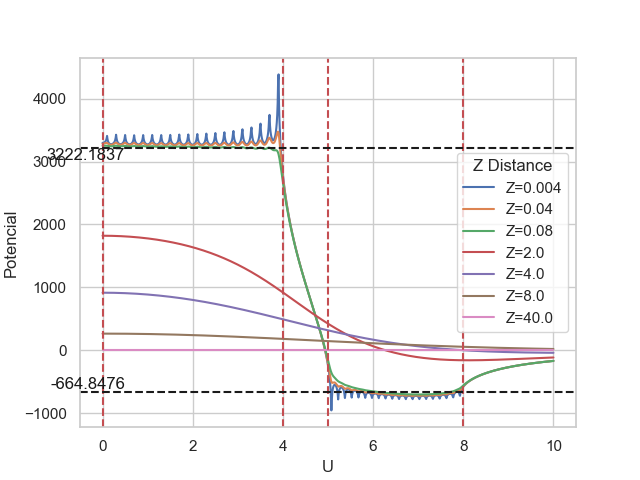 4000
3222.1837
3000
2000
1000
0
-664.8476
−1000
0
2
4
6
8
10
U
Potencial
Z Distance
Z=0.004
Z=0.04
Z=0.08
Z=2.0
Z=4.0
Z=8.0
Z=40.0